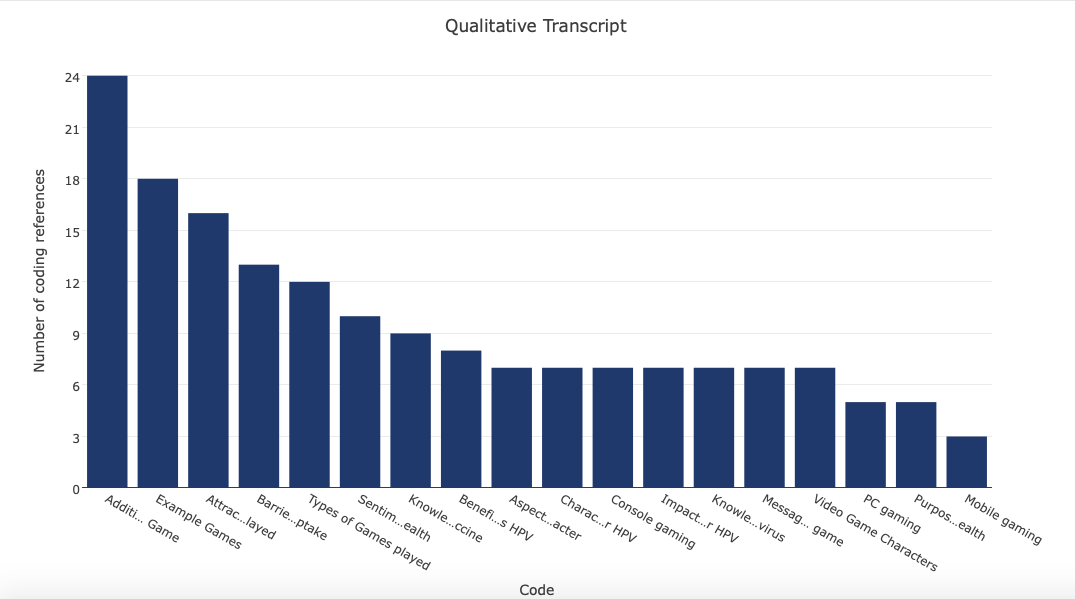 Qualitative Transcript
Number of coding references
24
21
18
15
12
9
6
3
0
Additi... Game
Example Games
Attrac...layed
Barrie...ptake
Types of Games played
Sentim...ealth
Knowle...ccine
Benefi...s HPV
Aspect...acter
Charac...r HPV
Console gaming
Impact...r HPV
Knowle...virus
Messag... game
Video Game Characters
PC gaming
Purpos...ealth
Mobile gaming
Code